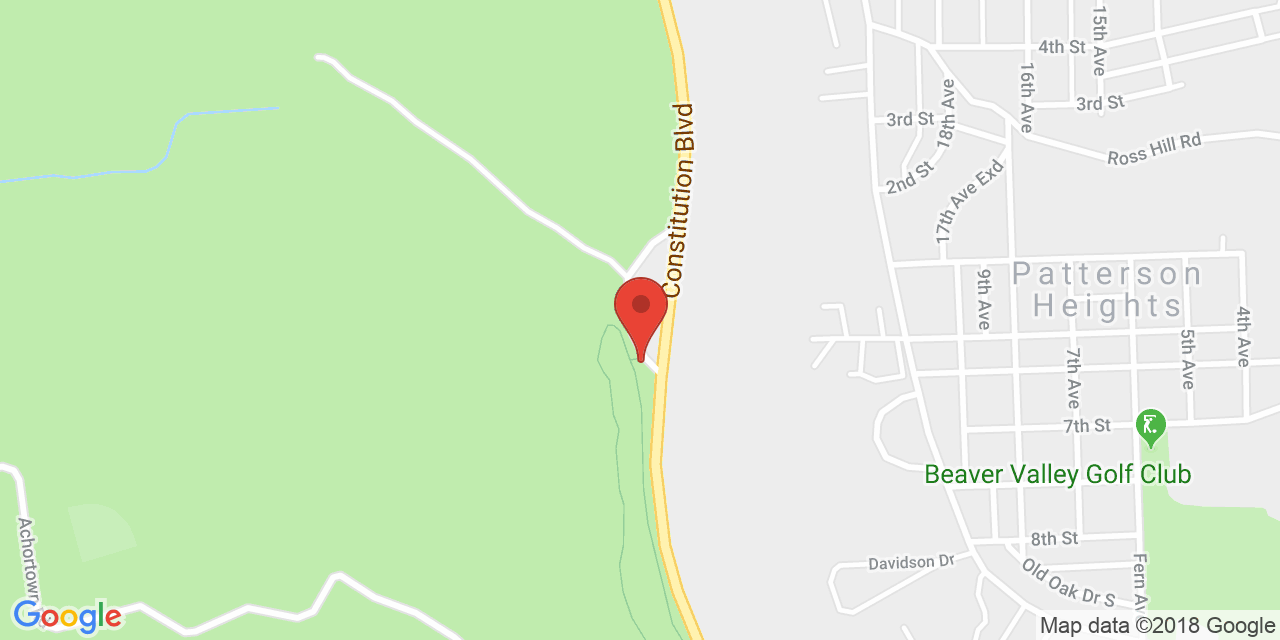 15th Ave
4th St
16th Ave
18th Ave
3rd St
3rd St
Constitution Blvd
Ross Hill Rd
2nd St
17th Ave Exd
Patterson
Heights
9th Ave
4th Ave
5th Ave
7th Ave
7th St
Beaver Valley Golf Club
Achortown
8th St
Davidson Dr
Old Oak Dr S
Fern Av
Google
Map data ©2018 Google